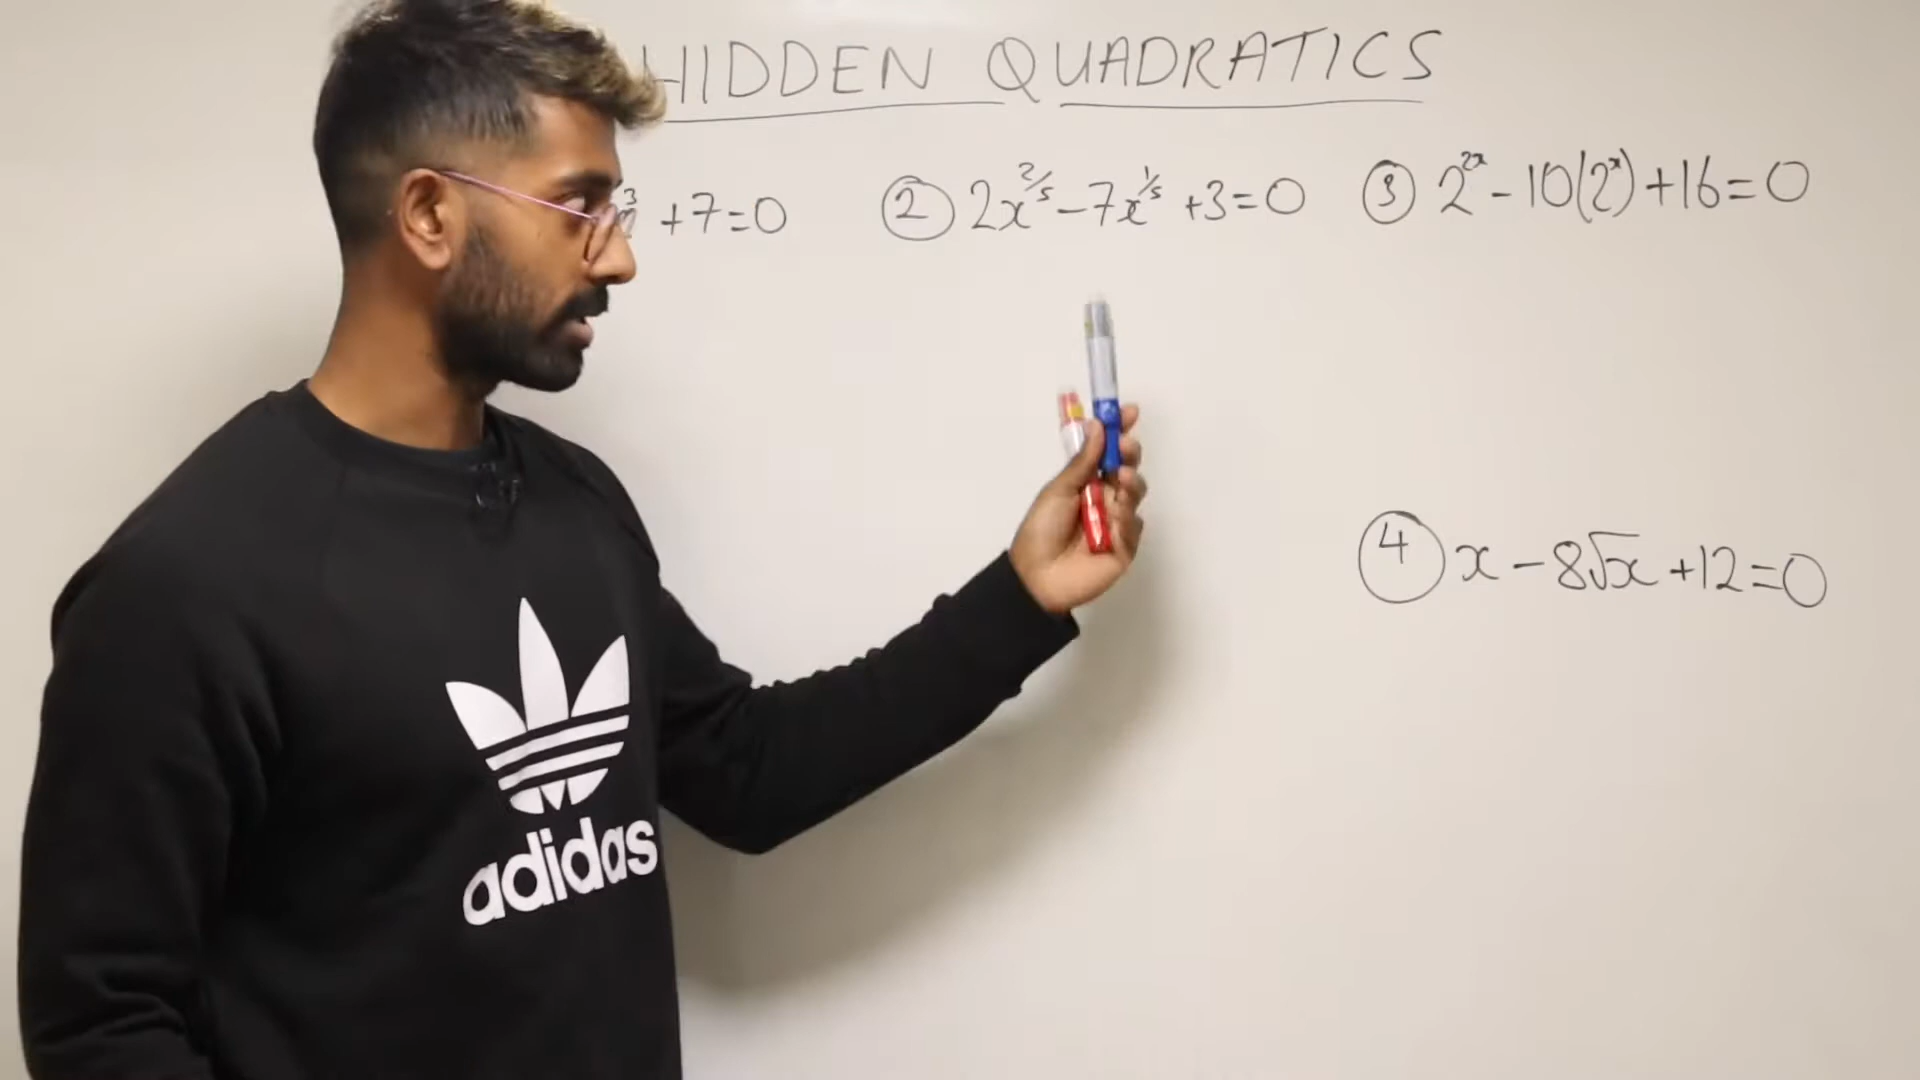 HIDDEN QUADRATICS
³ +7=0
② 2x^{2/5} - 7x^{1/5} +3=0
③ 2^{2x} - 10(2^x) +16=0
④ x - 8√x +12=0
adidas